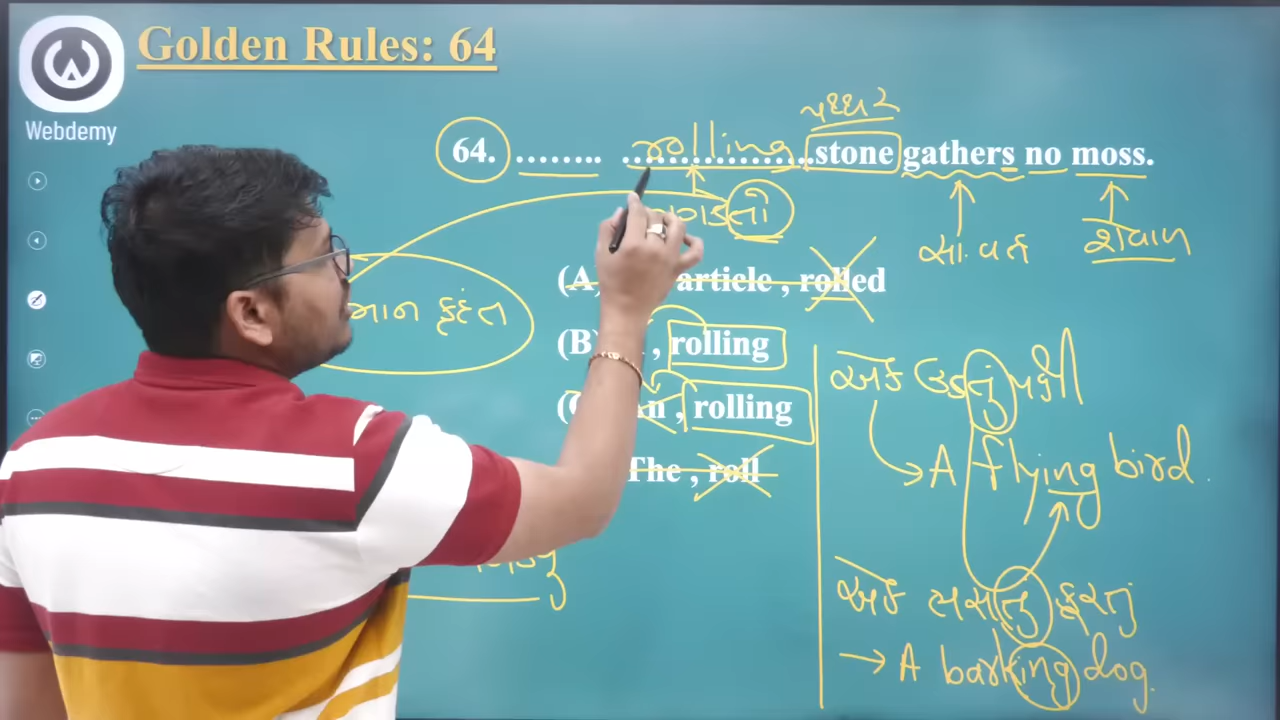 Golden Rules: 64
Webdemy
પથ્થર
rolling
64. ........ ..................stone gathers no moss.
સા. વર્ત
શેવાળ
article , rolled
માન કૃદંત
(B) , rolling
An , rolling
The , roll
એક ઉડતું પક્ષી
→ A flying bird.
એક ભસતું કૂતરું
→ A barking dog.